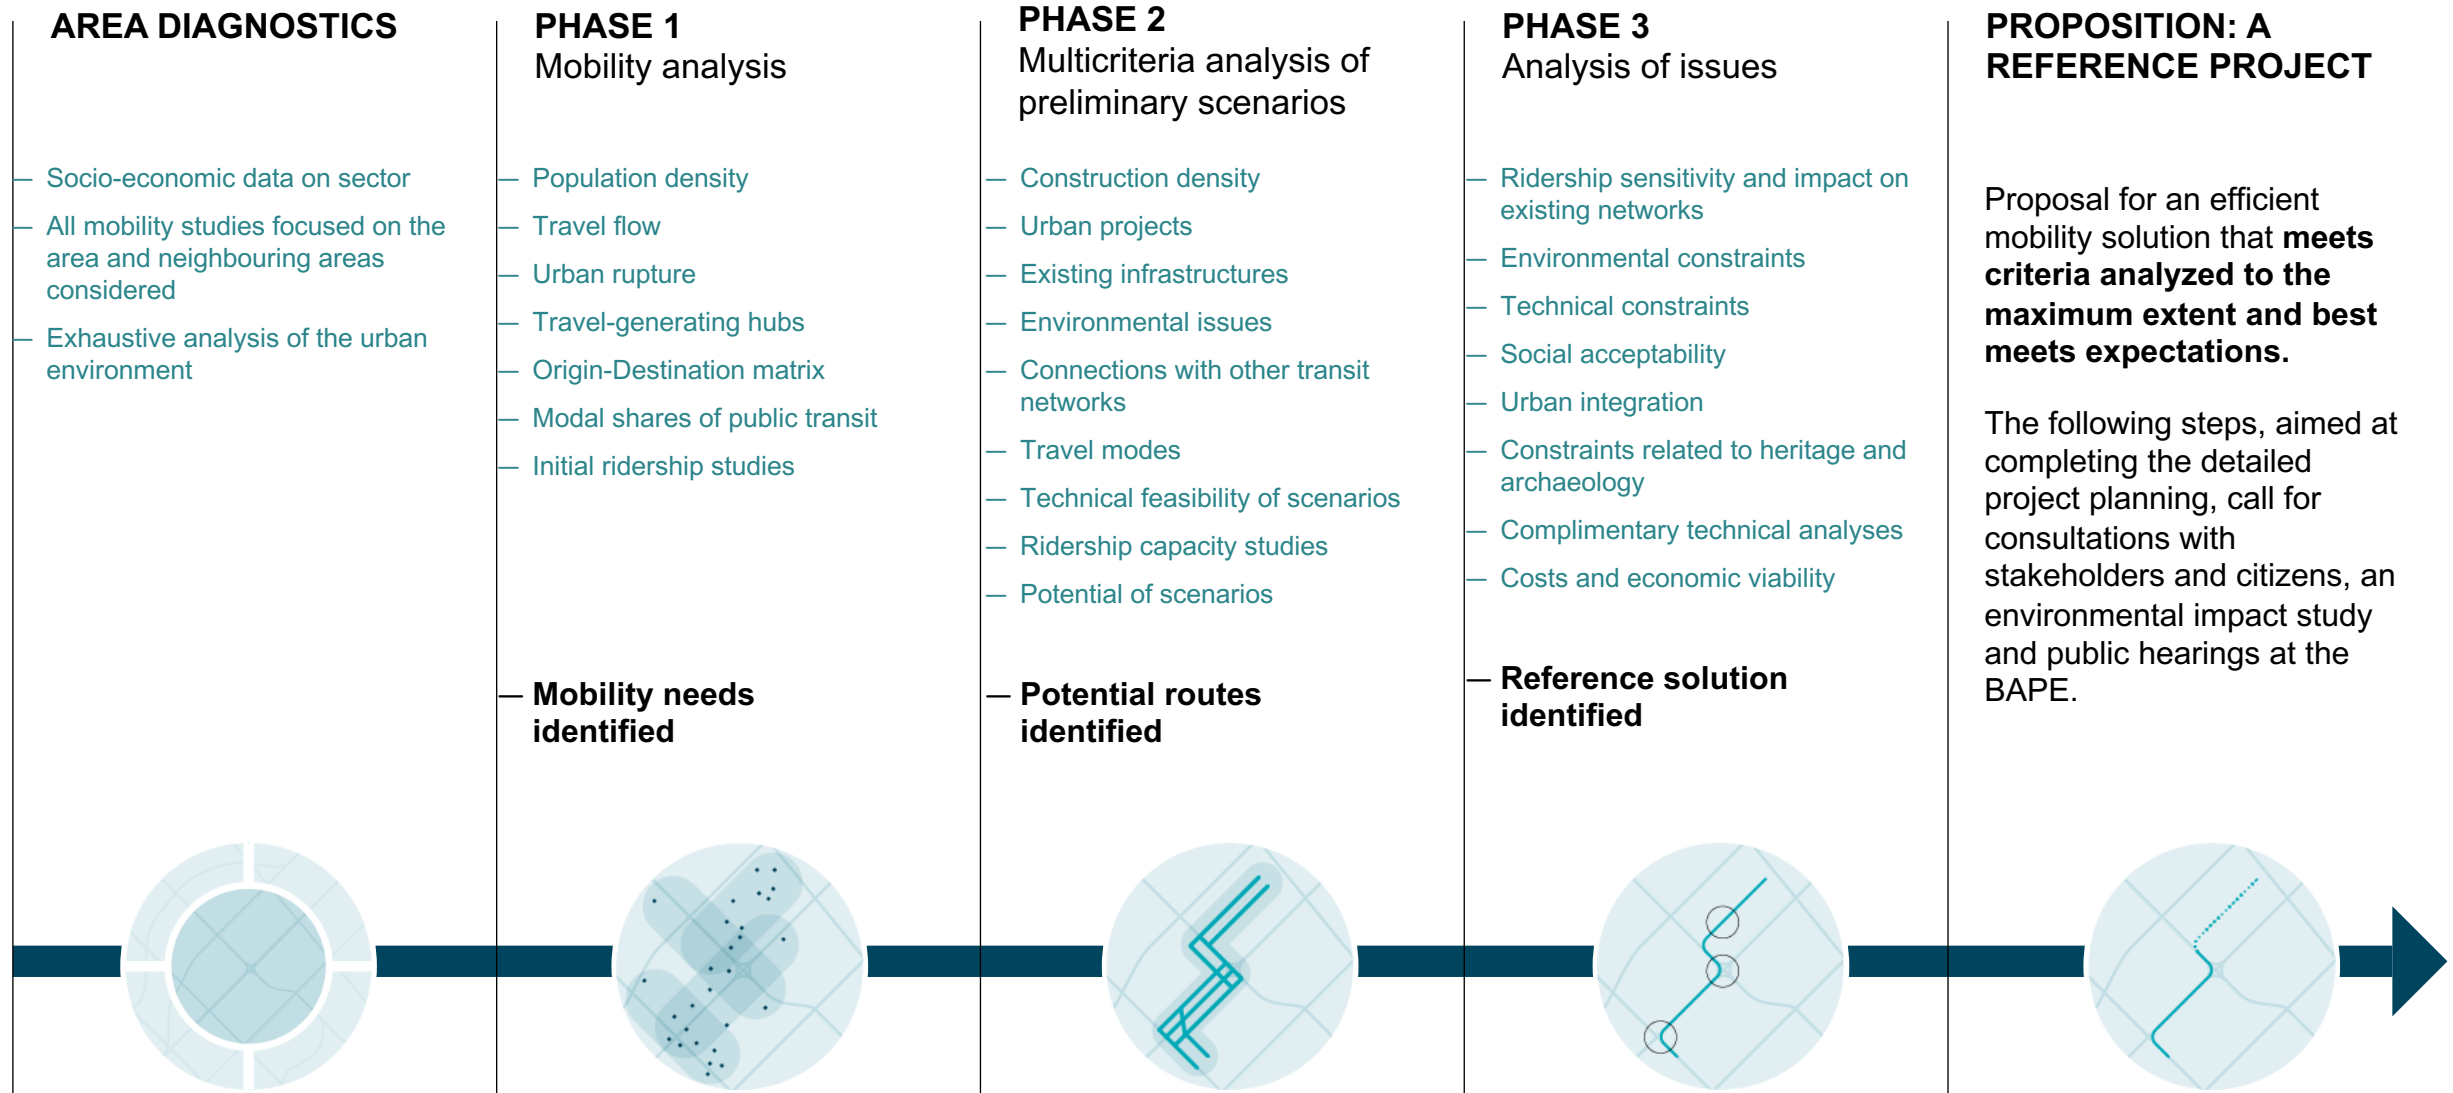 AREA DIAGNOSTICS
— Socio-economic data on sector
— All mobility studies focused on the
area and neighbouring areas
considered
— Exhaustive analysis of the urban
environment
PHASE 1
Mobility analysis
— Population density
— Travel flow
— Urban rupture
— Travel-generating hubs
— Origin-Destination matrix
— Modal shares of public transit
— Initial ridership studies
— Mobility needs
identified
PHASE 2
Multicriteria analysis of
preliminary scenarios
— Construction density
— Urban projects
— Existing infrastructures
— Environmental issues
— Connections with other transit
networks
— Travel modes
— Technical feasibility of scenarios
— Ridership capacity studies
— Potential of scenarios
— Potential routes
identified
PHASE 3
Analysis of issues
— Ridership sensitivity and impact on
existing networks
— Environmental constraints
— Technical constraints
— Social acceptability
— Urban integration
— Constraints related to heritage and
archaeology
— Complimentary technical analyses
— Costs and economic viability
— Reference solution
identified
PROPOSITION: A
REFERENCE PROJECT
Proposal for an efficient
mobility solution that meets
criteria analyzed to the
maximum extent and best
meets expectations.
The following steps, aimed at
completing the detailed
project planning, call for
consultations with
stakeholders and citizens, an
environmental impact study
and public hearings at the
BAPE.